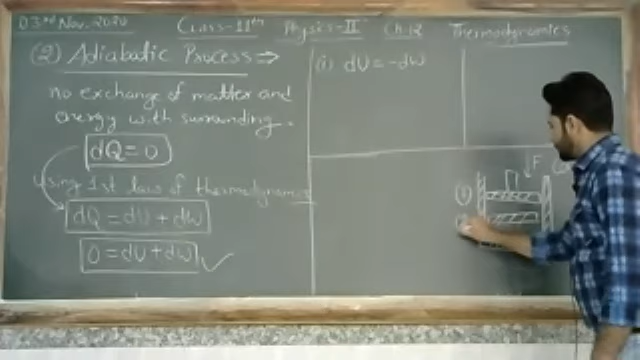 03rd Nov. 2020 Class-11th Physics-II Ch. 12 Thermodynamics
(2) Adiabatic Process ⇒
no exchange of matter and
energy with surrounding.
dQ = 0
Using 1st law of thermodynamics
dQ = dU + dW
0 = dU + dW ✓
(i) dU = -dW
F
(1)